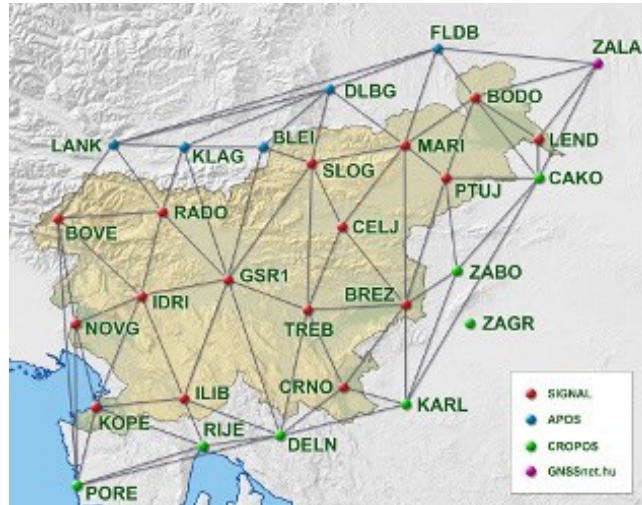 FLDB
ZALA
DLBG
BODO
LANK
KLAG
BLEI
MARI
LEND
SLOG
PTUJ
CAKO
RADO
BOVE
CELJ
GSR1
ZABO
IDRI
BREZ
NOVG
TREB
ZAGR
CRNO
ILIB
KOPE
KARL
RIJE
DELN
PORE
SIGNAL
APOS
CROPOS
GNSSnet.hu